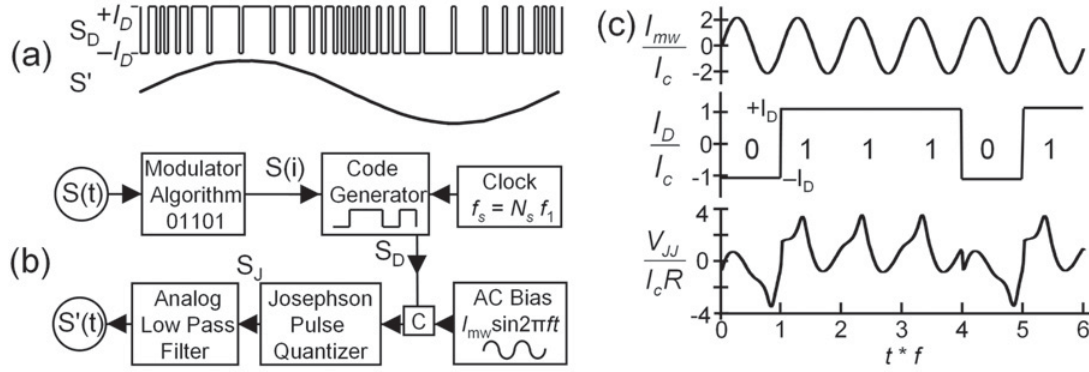 (a)
S_D
+I_D
−I_D
S'
S(t)
Modulator
Algorithm
01101
S(i)
Code
Generator
Clock
f_s = N_s f_1
S_D
(b)
S'(t)
Analog
Low Pass
Filter
S_J
Josephson
Pulse
Quantizer
C
AC Bias
I_mw sin2πft
(c)
I_mw
I_c
2
0
-2
I_D
I_c
1
0
-1
+I_D
−I_D
0 1 1 1 0 1
V_JJ
I_cR
4
0
-4
0 1 2 3 4 5 6
t * f